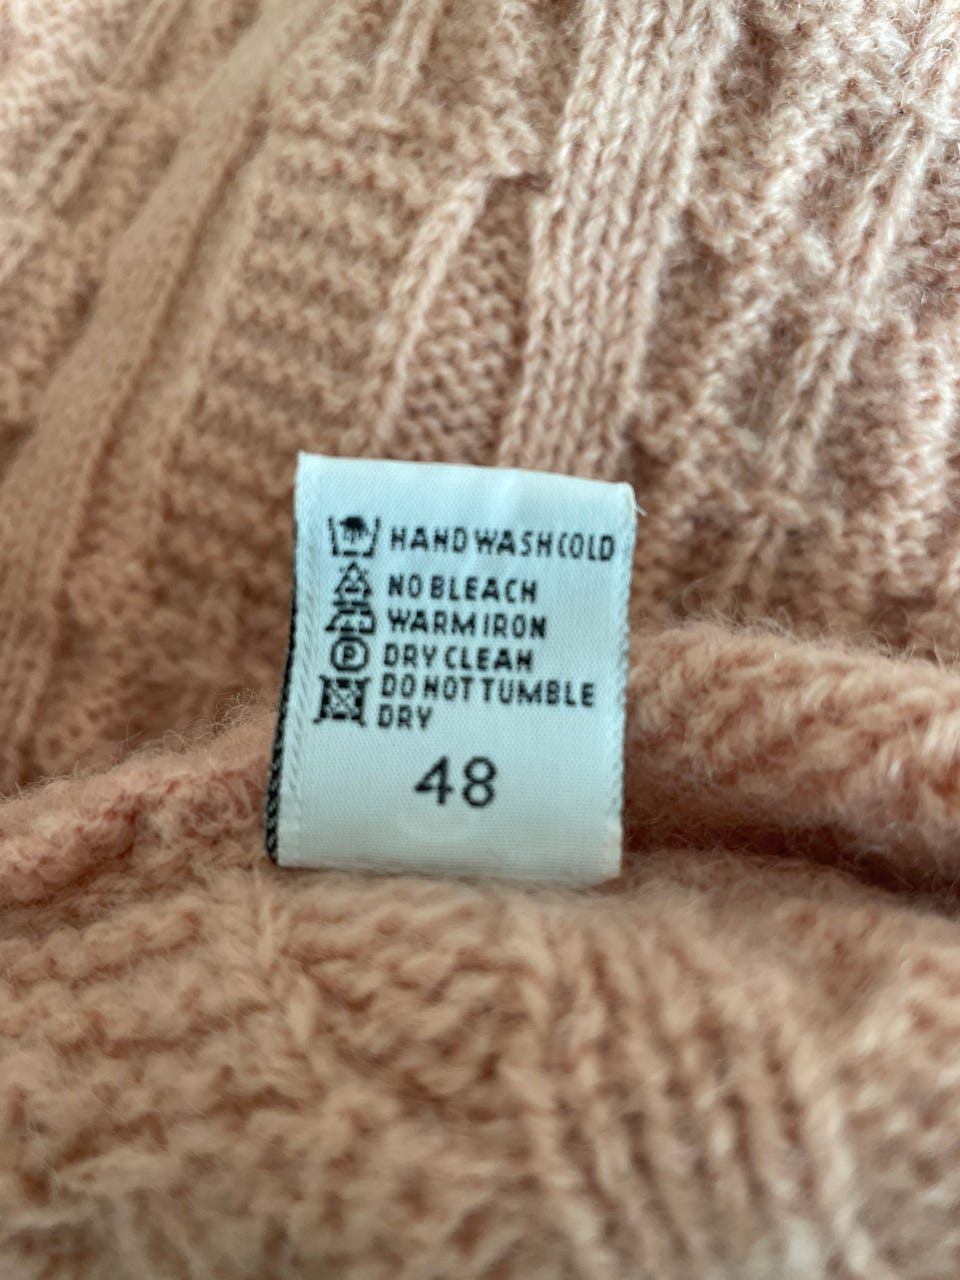 HAND WASH COLD
NO BLEACH
WARM IRON
P DRY CLEAN
DO NOT TUMBLE
DRY
48